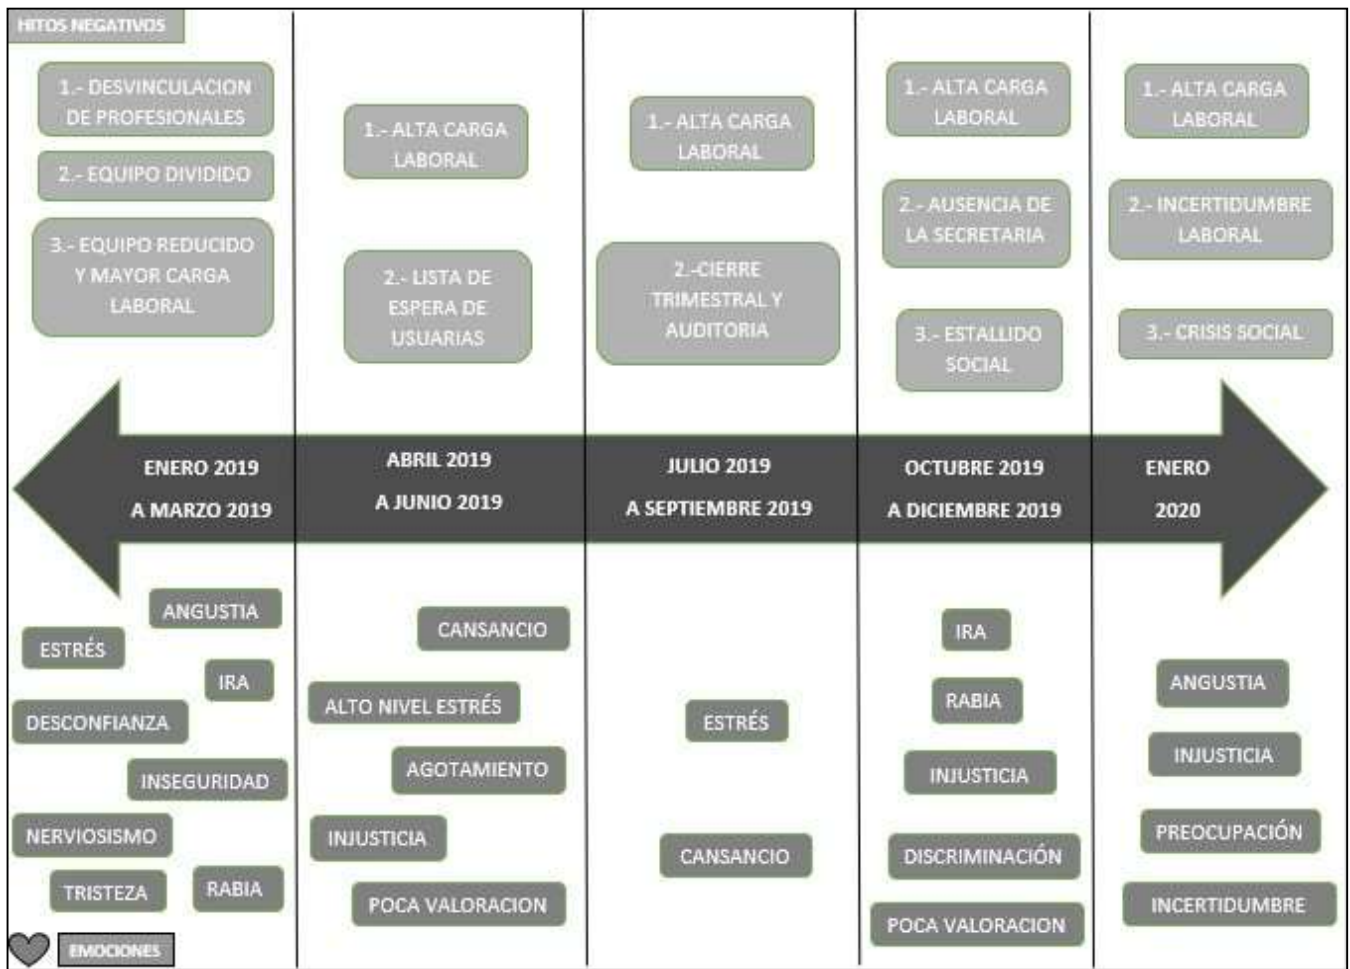 HITOS NEGATIVOS
1.- DESVINCULACION
DE PROFESIONALES
2.- EQUIPO DIVIDIDO
3.- EQUIPO REDUCIDO
Y MAYOR CARGA
LABORAL
1.- ALTA CARGA
LABORAL
2.- LISTA DE
ESPERA DE
USUARIAS
1.- ALTA CARGA
LABORAL
2.-CIERRE
TRIMESTRAL Y
AUDITORIA
1.- ALTA CARGA
LABORAL
2.- AUSENCIA DE
LA SECRETARIA
3.- ESTALLIDO
SOCIAL
1.- ALTA CARGA
LABORAL
2.- INCERTIDUMBRE
LABORAL
3.- CRISIS SOCIAL
ENERO 2019
A MARZO 2019
ABRIL 2019
A JUNIO 2019
JULIO 2019
A SEPTIEMBRE 2019
OCTUBRE 2019
A DICIEMBRE 2019
ENERO
2020
ANGUSTIA
ESTRÉS
IRA
DESCONFIANZA
INSEGURIDAD
NERVIOSISMO
TRISTEZA
RABIA
CANSANCIO
ALTO NIVEL ESTRÉS
AGOTAMIENTO
INJUSTICIA
POCA VALORACION
ESTRÉS
CANSANCIO
IRA
RABIA
INJUSTICIA
DISCRIMINACIÓN
POCA VALORACION
ANGUSTIA
INJUSTICIA
PREOCUPACIÓN
INCERTIDUMBRE
EMOCIONES